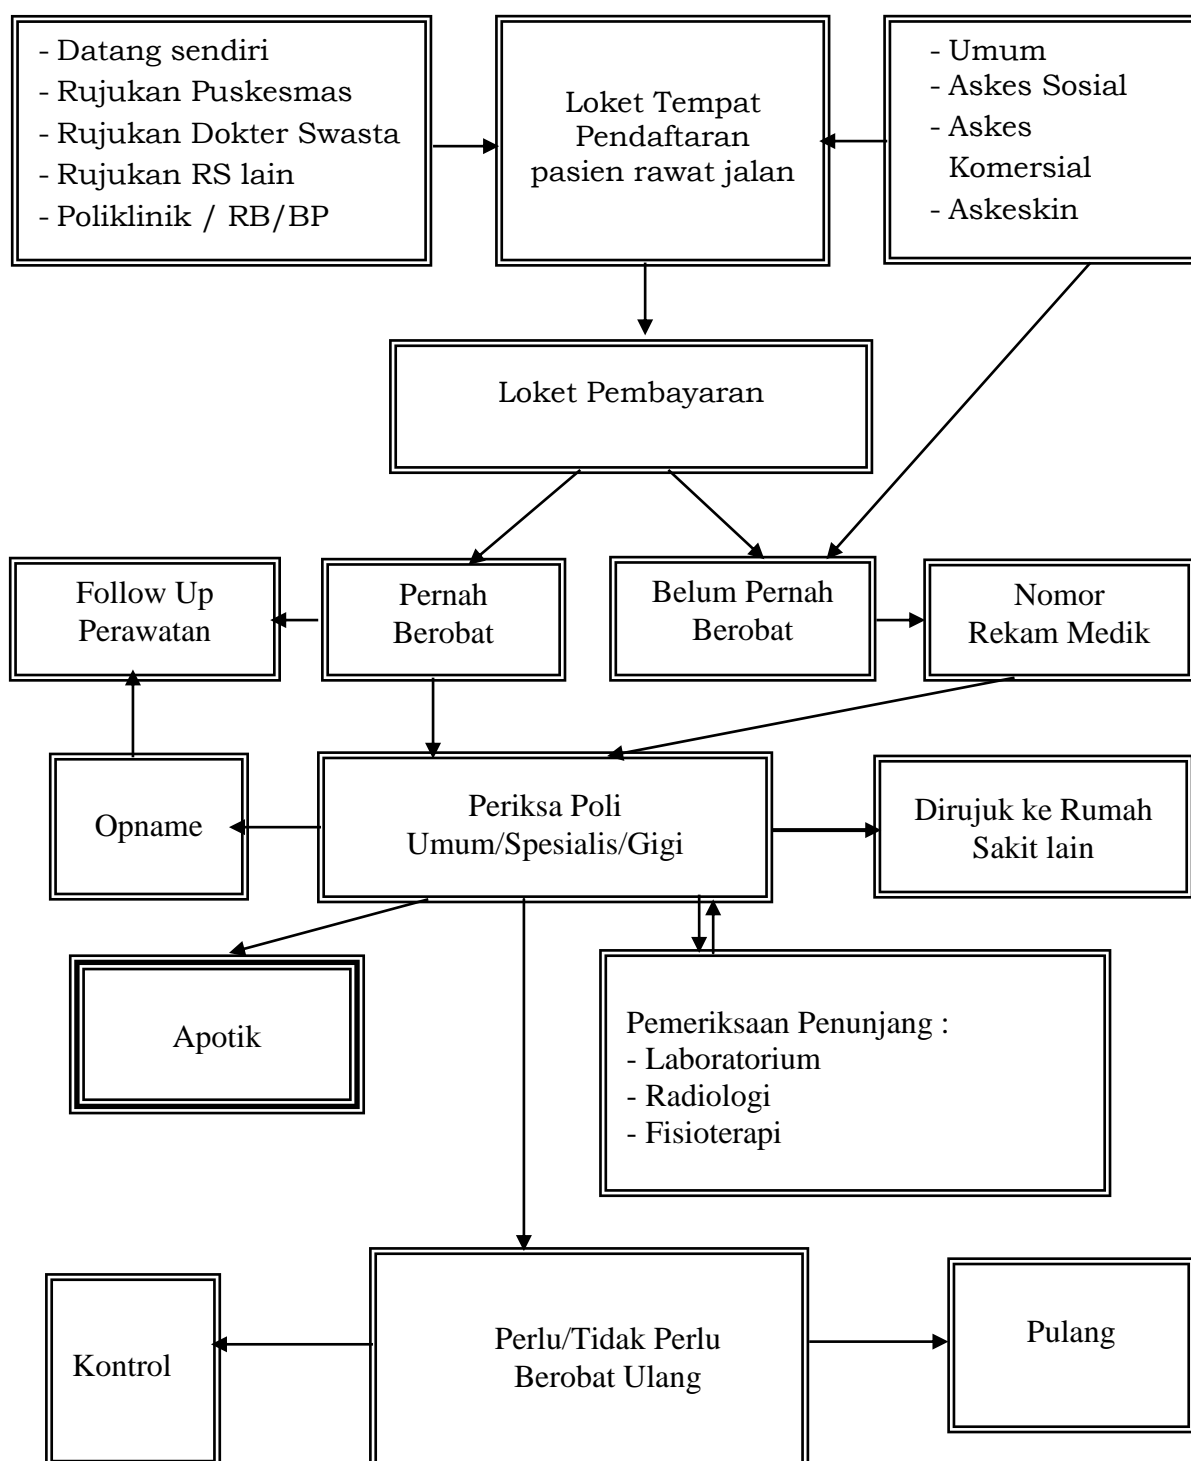 - Datang sendiri
- Rujukan Puskesmas
- Rujukan Dokter Swasta
- Rujukan RS lain
- Poliklinik / RB/BP
Loket Tempat
Pendaftaran
pasien rawat jalan
- Umum
- Askes Sosial
- Askes
Komersial
- Askeskin
Loket Pembayaran
Follow Up
Perawatan
Pernah
Berobat
Belum Pernah
Berobat
Nomor
Rekam Medik
Opname
Periksa Poli
Umum/Spesialis/Gigi
Dirujuk ke Rumah
Sakit lain
Apotik
Pemeriksaan Penunjang :
- Laboratorium
- Radiologi
- Fisioterapi
Kontrol
Perlu/Tidak Perlu
Berobat Ulang
Pulang